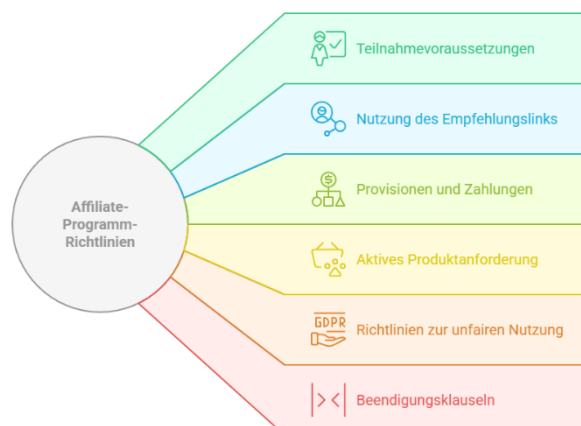 Affiliate-
Programm-
Richtlinien
Teilnahmevoraussetzungen
Nutzung des Empfehlungslinks
Provisionen und Zahlungen
Aktives Produktanforderung
GDPR
Richtlinien zur unfairen Nutzung
Beendigungsklauseln